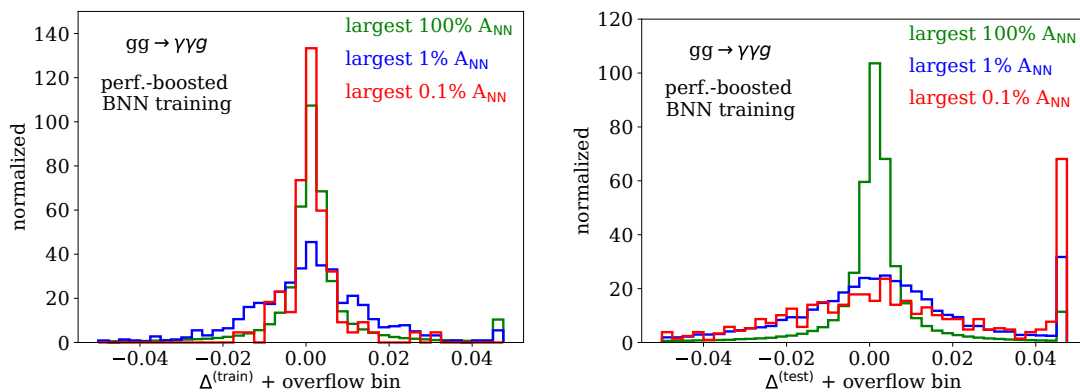 gg → γγg
perf.-boosted
BNN training
largest 100% A_NN
largest 1% A_NN
largest 0.1% A_NN
normalized
140
120
100
80
60
40
20
0
−0.04
−0.02
0.00
0.02
0.04
Δ^(train) + overflow bin
gg → γγg
perf.-boosted
BNN training
largest 100% A_NN
largest 1% A_NN
largest 0.1% A_NN
normalized
120
100
80
60
40
20
0
−0.04
−0.02
0.00
0.02
0.04
Δ^(test) + overflow bin